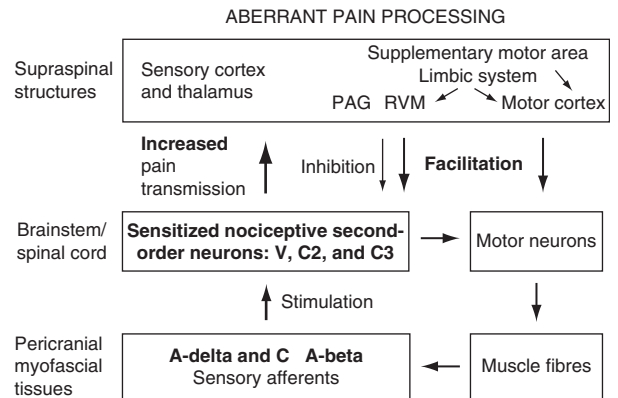 ABERRANT PAIN PROCESSING
Supraspinal
structures
Sensory cortex
and thalamus
Supplementary motor area
Limbic system
PAG RVM
Motor cortex
Increased
pain
transmission
Inhibition
Facilitation
Brainstem/
spinal cord
Sensitized nociceptive second-
order neurons: V, C2, and C3
Motor neurons
Stimulation
Pericranial
myofascial
tissues
A-delta and C A-beta
Sensory afferents
Muscle fibres